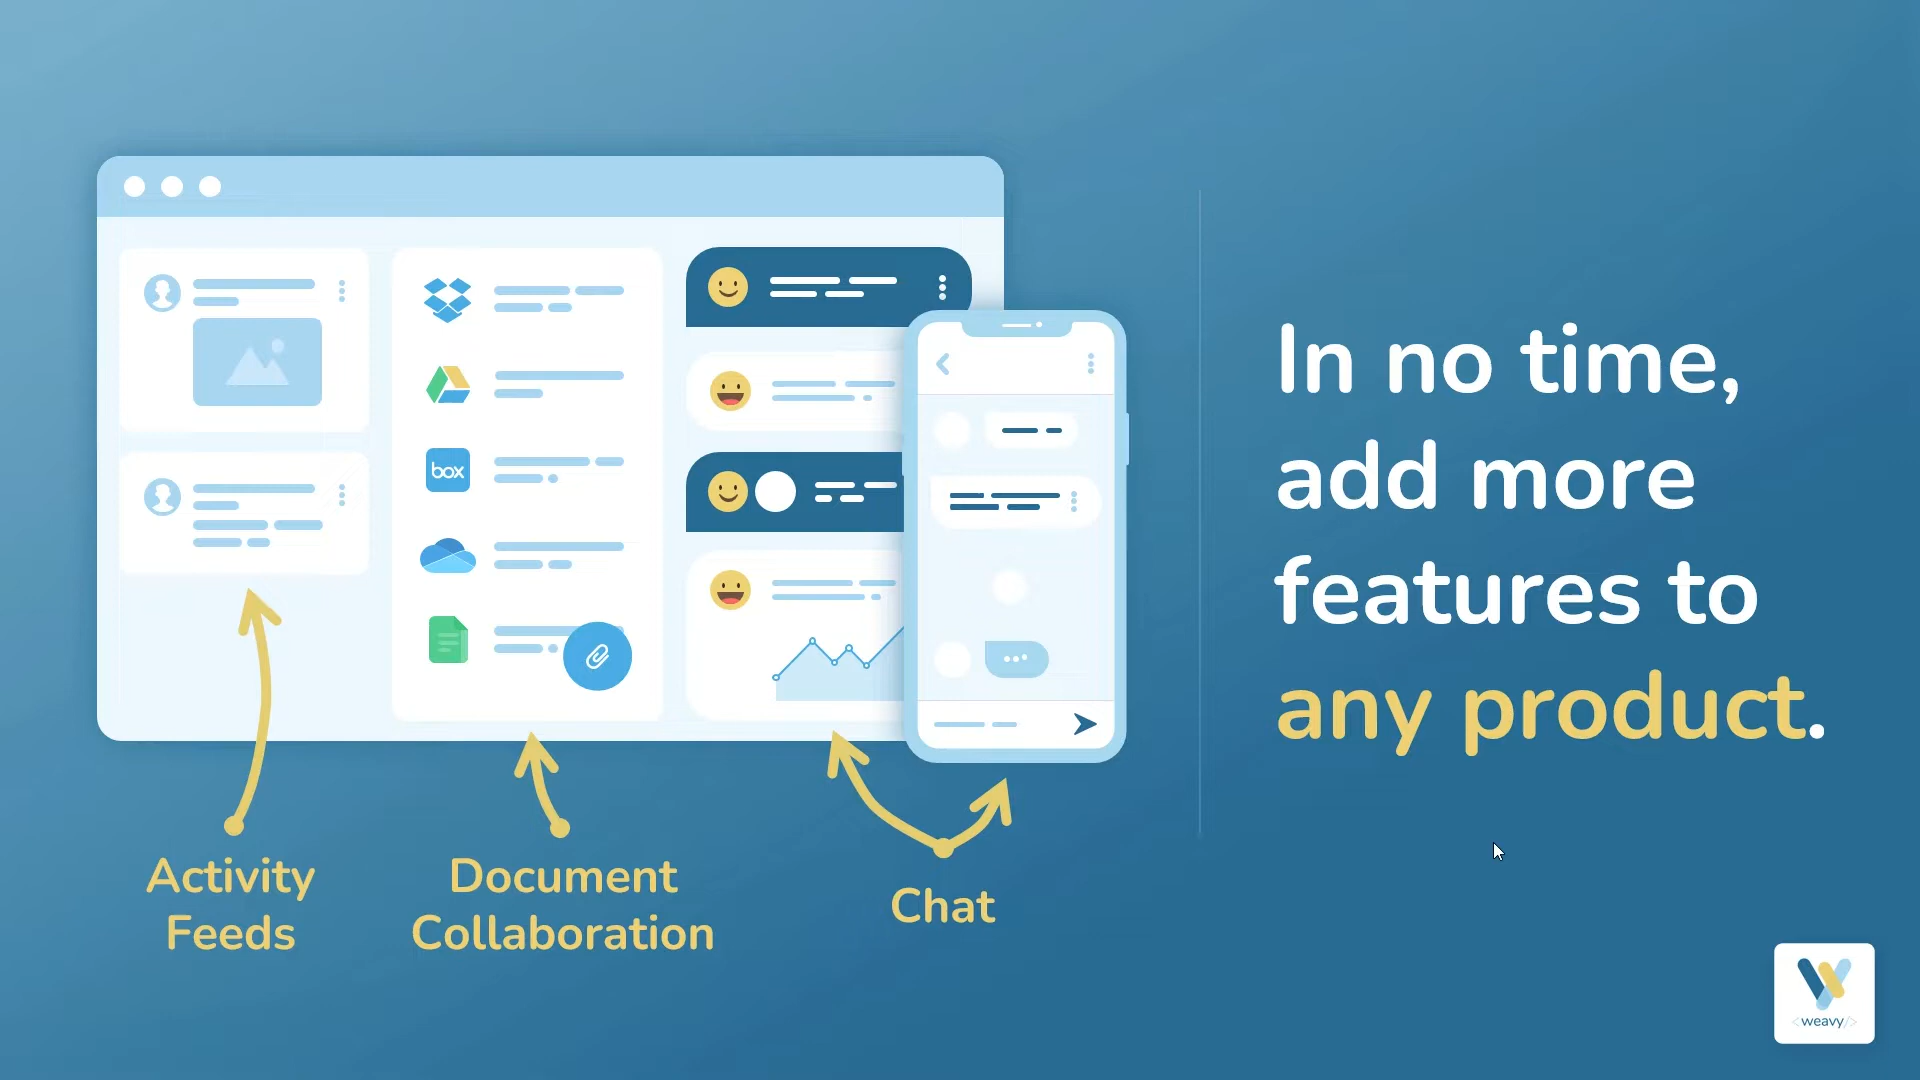 In no time,
add more
features to
any product.
box
Activity
Feeds
Document
Collaboration
Chat
<weavy/>